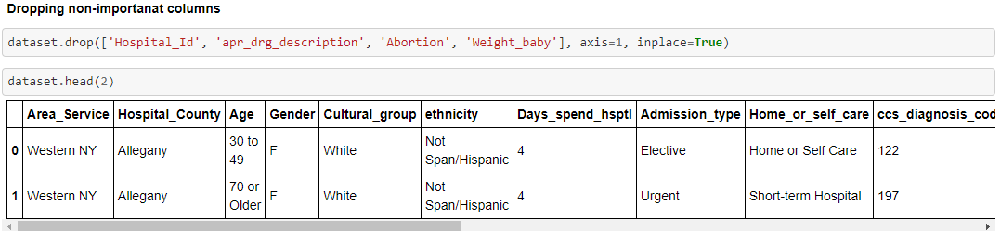 Dropping non-importanat columns
dataset.drop(['Hospital_Id', 'apr_drg_description', 'Abortion', 'Weight_baby'], axis=1, inplace=True)
dataset.head(2)
Area_Service Hospital_County Age Gender Cultural_group ethnicity Days_spend_hsptl Admission_type Home_or_self_care ccs_diagnosis_cod
0 Western NY Allegany 30 to 49 F White Not Span/Hispanic 4 Elective Home or Self Care 122
1 Western NY Allegany 70 or Older F White Not Span/Hispanic 4 Urgent Short-term Hospital 197